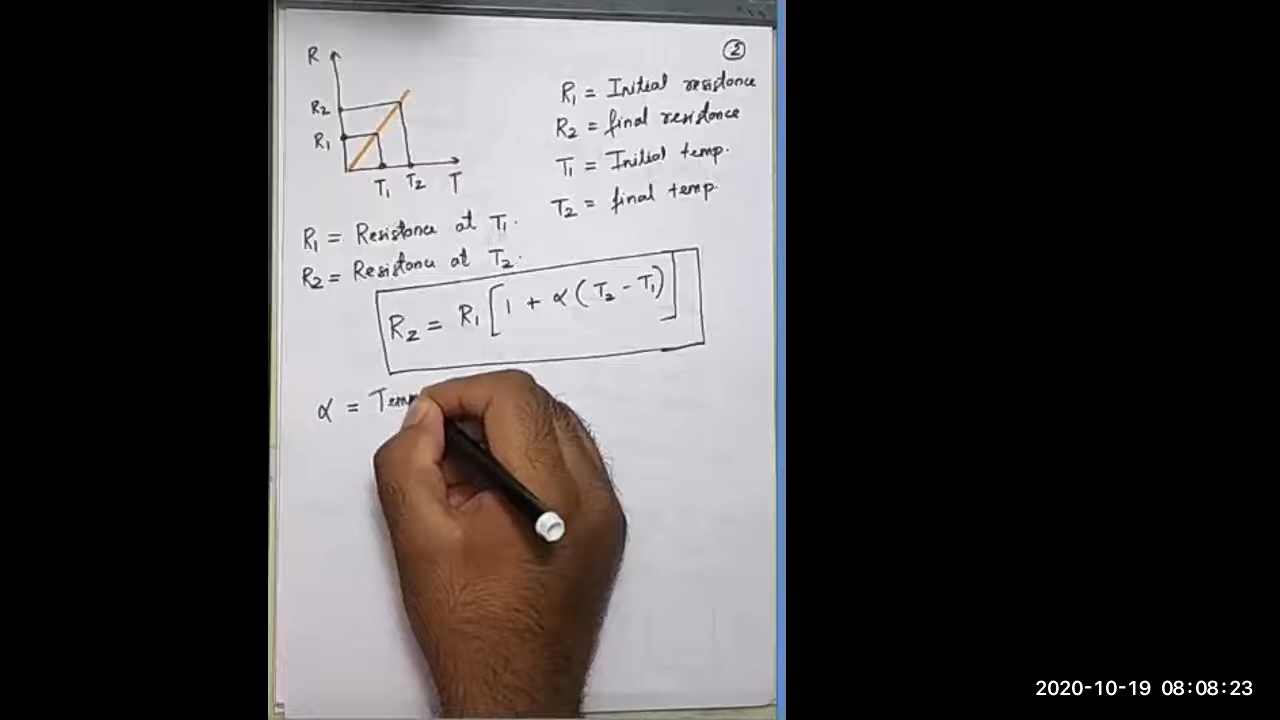 ②
R
R₂
R₁
T₁ T₂ T
R₁ = Initial resistance
R₂ = final resistance
T₁ = Initial temp.
T₂ = final temp.
R₁ = Resistance at T₁.
R₂ = Resistance at T₂.
R₂ = R₁ [1 + α (T₂ - T₁)]
α = Temp
2020-10-19 08:08:23